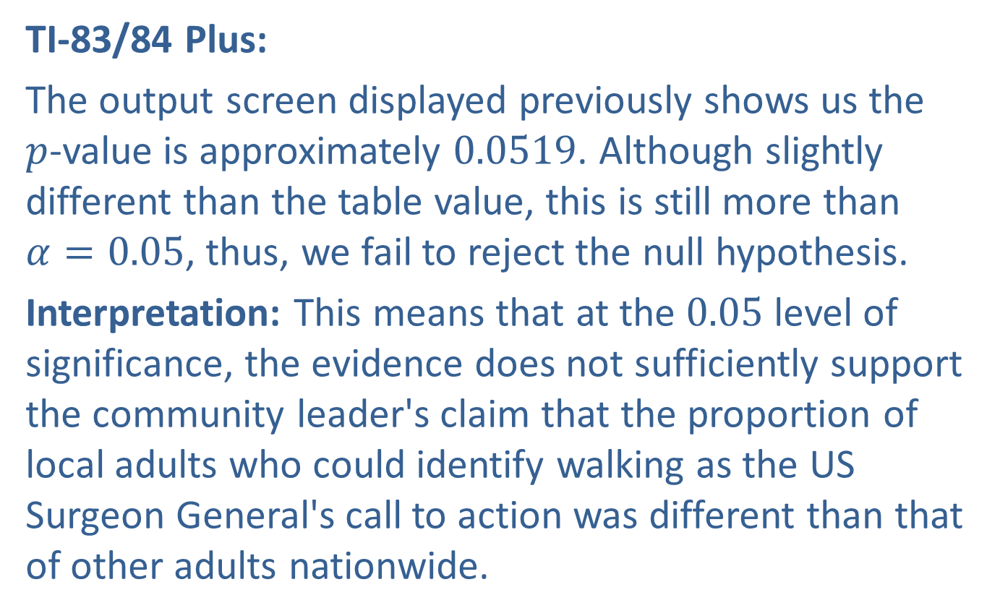 TI-83/84 Plus:
The output screen displayed previously shows us the
p-value is approximately 0.0519. Although slightly
different than the table value, this is still more than
α = 0.05, thus, we fail to reject the null hypothesis.
Interpretation: This means that at the 0.05 level of
significance, the evidence does not sufficiently support
the community leader's claim that the proportion of
local adults who could identify walking as the US
Surgeon General's call to action was different than that
of other adults nationwide.